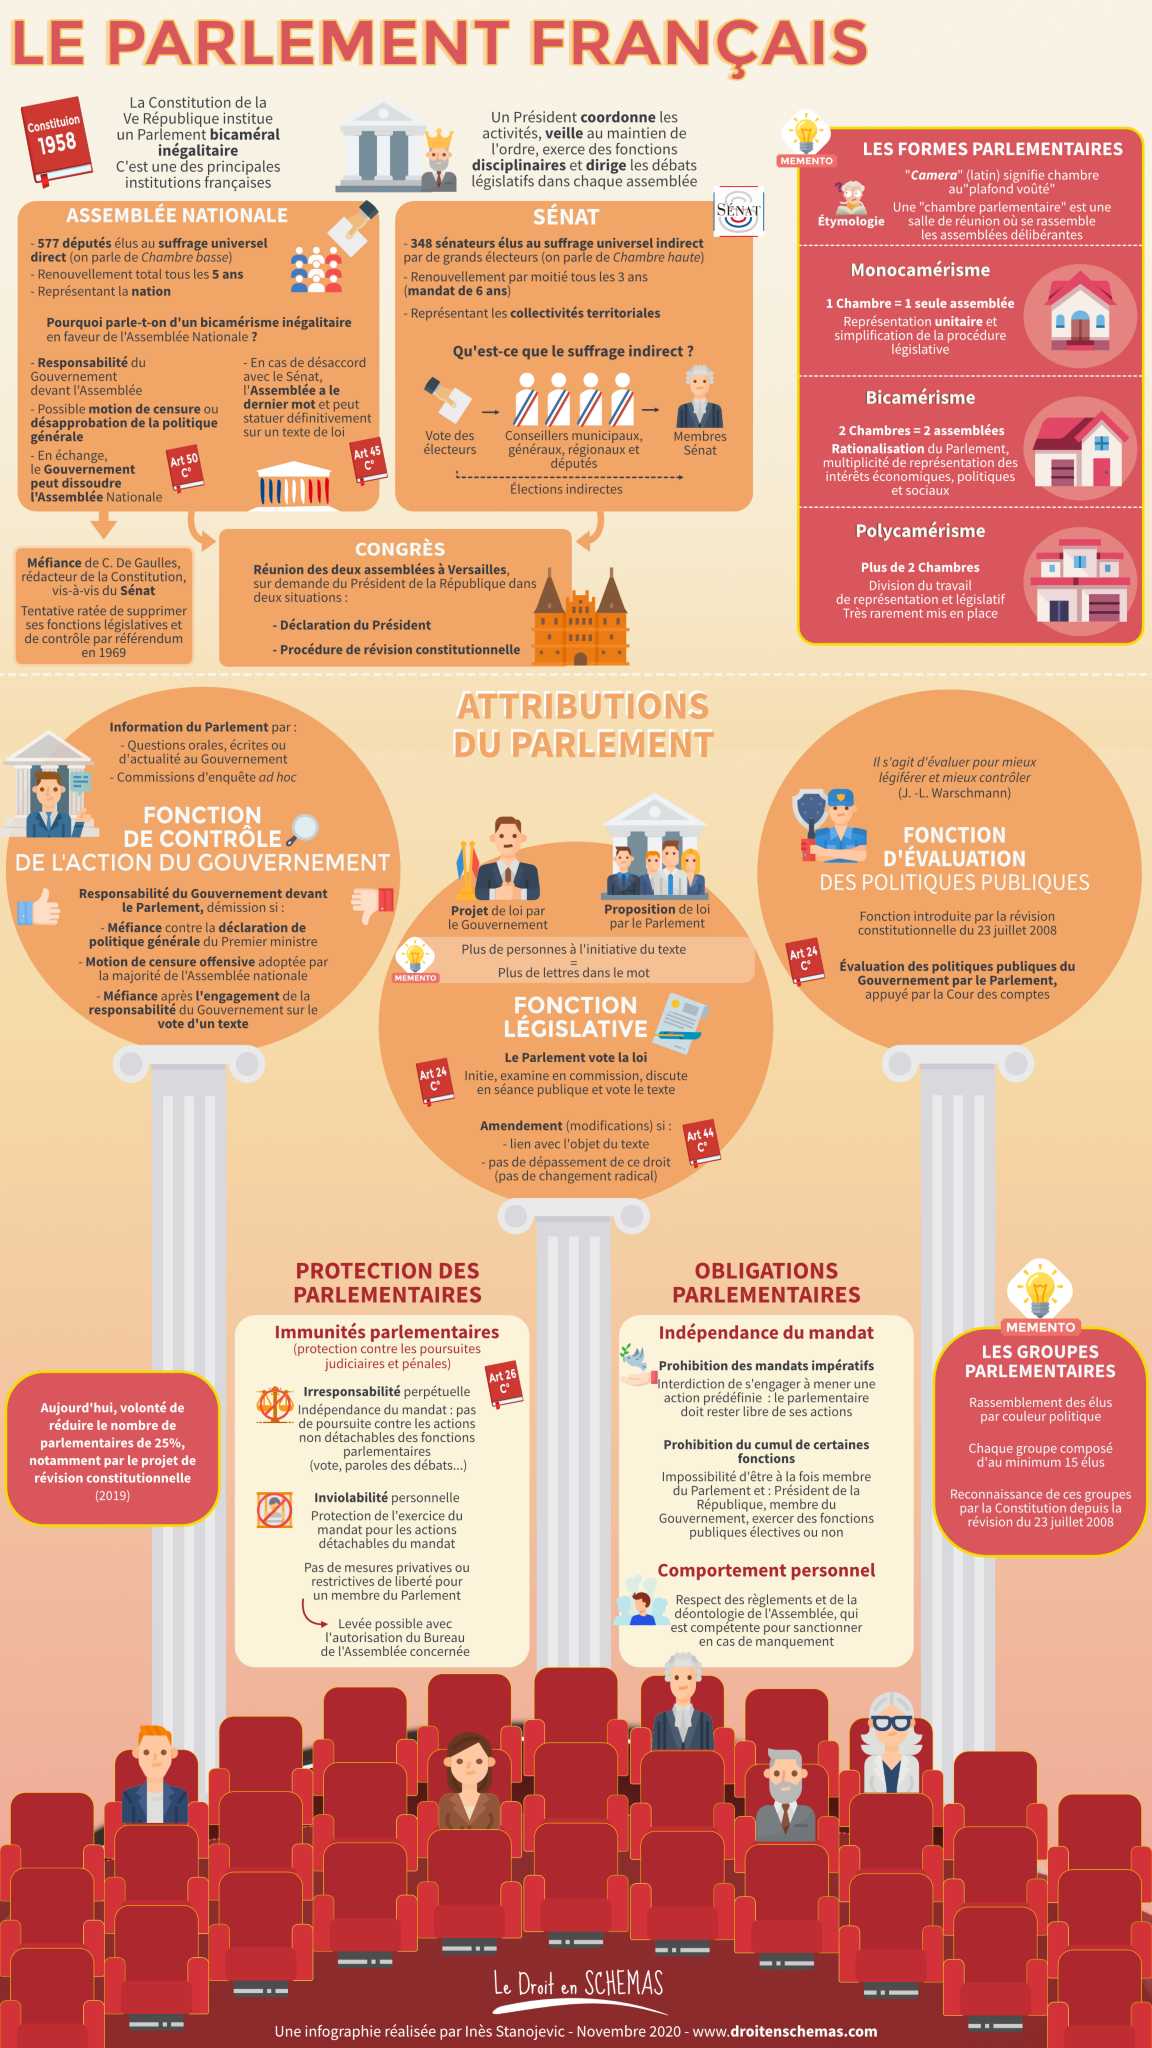 LE PARLEMENT FRANÇAIS
Constituion
1958
La Constitution de la
Ve République institue
un Parlement bicaméral
inégalitaire
C'est une des principales
institutions françaises
Un Président coordonne les
activités, veille au maintien de
l'ordre, exerce des fonctions
disciplinaires et dirige les débats
législatifs dans chaque assemblée
ASSEMBLÉE NATIONALE
- 577 députés élus au suffrage universel
direct (on parle de Chambre basse)
- Renouvellement total tous les 5 ans
- Représentant la nation
Pourquoi parle-t-on d'un bicamérisme inégalitaire
en faveur de l'Assemblée Nationale ?
- Responsabilité du
Gouvernement
devant l'Assemblée
- Possible motion de censure ou
désapprobation de la politique
générale
- En échange,
le Gouvernement
peut dissoudre
l'Assemblée Nationale
Art 50
C°
- En cas de désaccord
avec le Sénat,
l'Assemblée a le
dernier mot et peut
statuer définitivement
sur un texte de loi
Art 45
C°
SÉNAT
SÉNAT
- 348 sénateurs élus au suffrage universel indirect
par de grands électeurs (on parle de Chambre haute)
- Renouvellement par moitié tous les 3 ans
(mandat de 6 ans)
- Représentant les collectivités territoriales
Qu'est-ce que le suffrage indirect ?
Vote des
électeurs
Conseillers municipaux,
généraux, régionaux et
députés
Membres
Sénat
Élections indirectes
Méfiance de C. De Gaulles,
rédacteur de la Constitution,
vis-à-vis du Sénat
Tentative ratée de supprimer
ses fonctions législatives et
de contrôle par référendum
en 1969
CONGRÈS
Réunion des deux assemblées à Versailles,
sur demande du Président de la République dans
deux situations :
- Déclaration du Président
- Procédure de révision constitutionnelle
MEMENTO
LES FORMES PARLEMENTAIRES
Étymologie
"Camera" (latin) signifie chambre
au"plafond voûté"
Une "chambre parlementaire" est une
salle de réunion où se rassemble
les assemblées délibérantes
Monocamérisme
1 Chambre = 1 seule assemblée
Représentation unitaire et
simplification de la procédure
législative
Bicamérisme
2 Chambres = 2 assemblées
Rationalisation du Parlement,
multiplicité de représentation des
intérêts économiques, politiques
et sociaux
Polycamérisme
Plus de 2 Chambres
Division du travail
de représentation et législatif
Très rarement mis en place
ATTRIBUTIONS
DU PARLEMENT
Information du Parlement par :
- Questions orales, écrites ou
d'actualité au Gouvernement
- Commissions d'enquête ad hoc
FONCTION
DE CONTRÔLE
DE L'ACTION DU GOUVERNEMENT
Responsabilité du Gouvernement devant
le Parlement, démission si :
- Méfiance contre la déclaration de
politique générale du Premier ministre
- Motion de censure offensive adoptée par
la majorité de l'Assemblée nationale
- Méfiance après l'engagement de la
responsabilité du Gouvernement sur le
vote d'un texte
Projet de loi par
le Gouvernement
Proposition de loi
par le Parlement
MEMENTO
Plus de personnes à l'initiative du texte
=
Plus de lettres dans le mot
FONCTION
LÉGISLATIVE
Art 24
C°
Le Parlement vote la loi
Initie, examine en commission, discute
en séance publique et vote le texte
Amendement (modifications) si :
- lien avec l'objet du texte
- pas de dépassement de ce droit
(pas de changement radical)
Art 44
C°
Il s'agit d'évaluer pour mieux
légiférer et mieux contrôler
(J. -L. Warschmann)
FONCTION
D'ÉVALUATION
DES POLITIQUES PUBLIQUES
Fonction introduite par la révision
constitutionnelle du 23 juillet 2008
Art 24
C°
Évaluation des politiques publiques du
Gouvernement par le Parlement,
appuyé par la Cour des comptes
Aujourd'hui, volonté de
réduire le nombre de
parlementaires de 25%,
notamment par le projet de
révision constitutionnelle
(2019)
PROTECTION DES
PARLEMENTAIRES
Immunités parlementaires
(protection contre les poursuites
judiciaires et pénales)
Art 26
C°
Irresponsabilité perpétuelle
Indépendance du mandat : pas
de poursuite contre les actions
non détachables des fonctions
parlementaires
(vote, paroles des débats...)
Inviolabilité personnelle
Protection de l'exercice du
mandat pour les actions
détachables du mandat
Pas de mesures privatives ou
restrictives de liberté pour
un membre du Parlement
Levée possible avec
l'autorisation du Bureau
de l'Assemblée concernée
OBLIGATIONS
PARLEMENTAIRES
Indépendance du mandat
Prohibition des mandats impératifs
Interdiction de s'engager à mener une
action prédéfinie : le parlementaire
doit rester libre de ses actions
Prohibition du cumul de certaines
fonctions
Impossibilité d'être à la fois membre
du Parlement et : Président de la
République, membre du
Gouvernement, exercer des fonctions
publiques électives ou non
Comportement personnel
Respect des règlements et de la
déontologie de l'Assemblée, qui
est compétente pour sanctionner
en cas de manquement
MEMENTO
LES GROUPES
PARLEMENTAIRES
Rassemblement des élus
par couleur politique
Chaque groupe composé
d'au minimum 15 élus
Reconnaissance de ces groupes
par la Constitution depuis la
révision du 23 juillet 2008
Le Droit en SCHEMAS
Une infographie réalisée par Inès Stanojevic - Novembre 2020 - www.droitenschemas.com